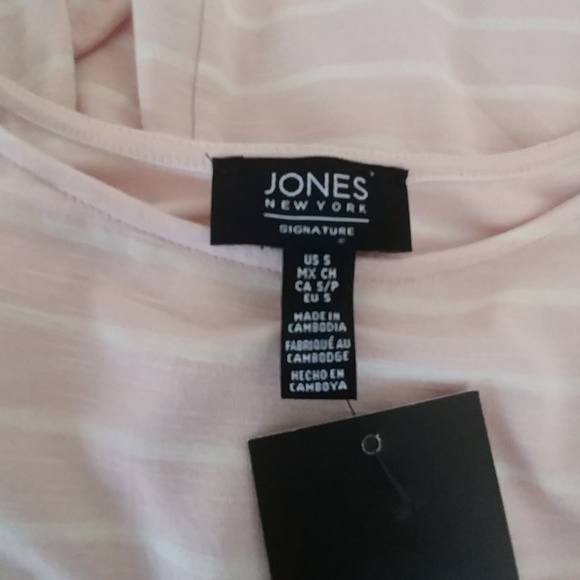 JONES
NEW YORK
SIGNATURE
US S
MX CH
CA S/P
EU S
MADE IN
CAMBODIA
FABRIQUÉ AU
CAMBODGE
HECHO EN
CAMBOYA